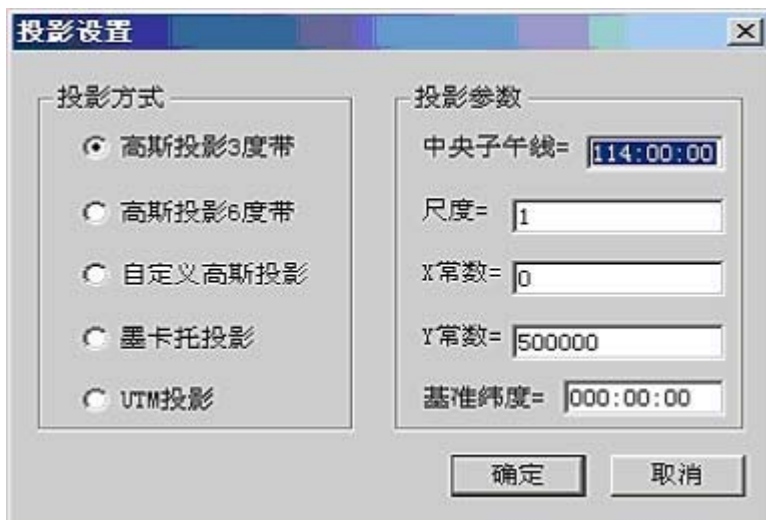 投影设置
投影方式
高斯投影3度带
高斯投影6度带
自定义高斯投影
墨卡托投影
UTM投影
投影参数
中央子午线= 114:00:00
尺度= 1
X常数= 0
Y常数= 500000
基准纬度= 000:00:00
确定 取消